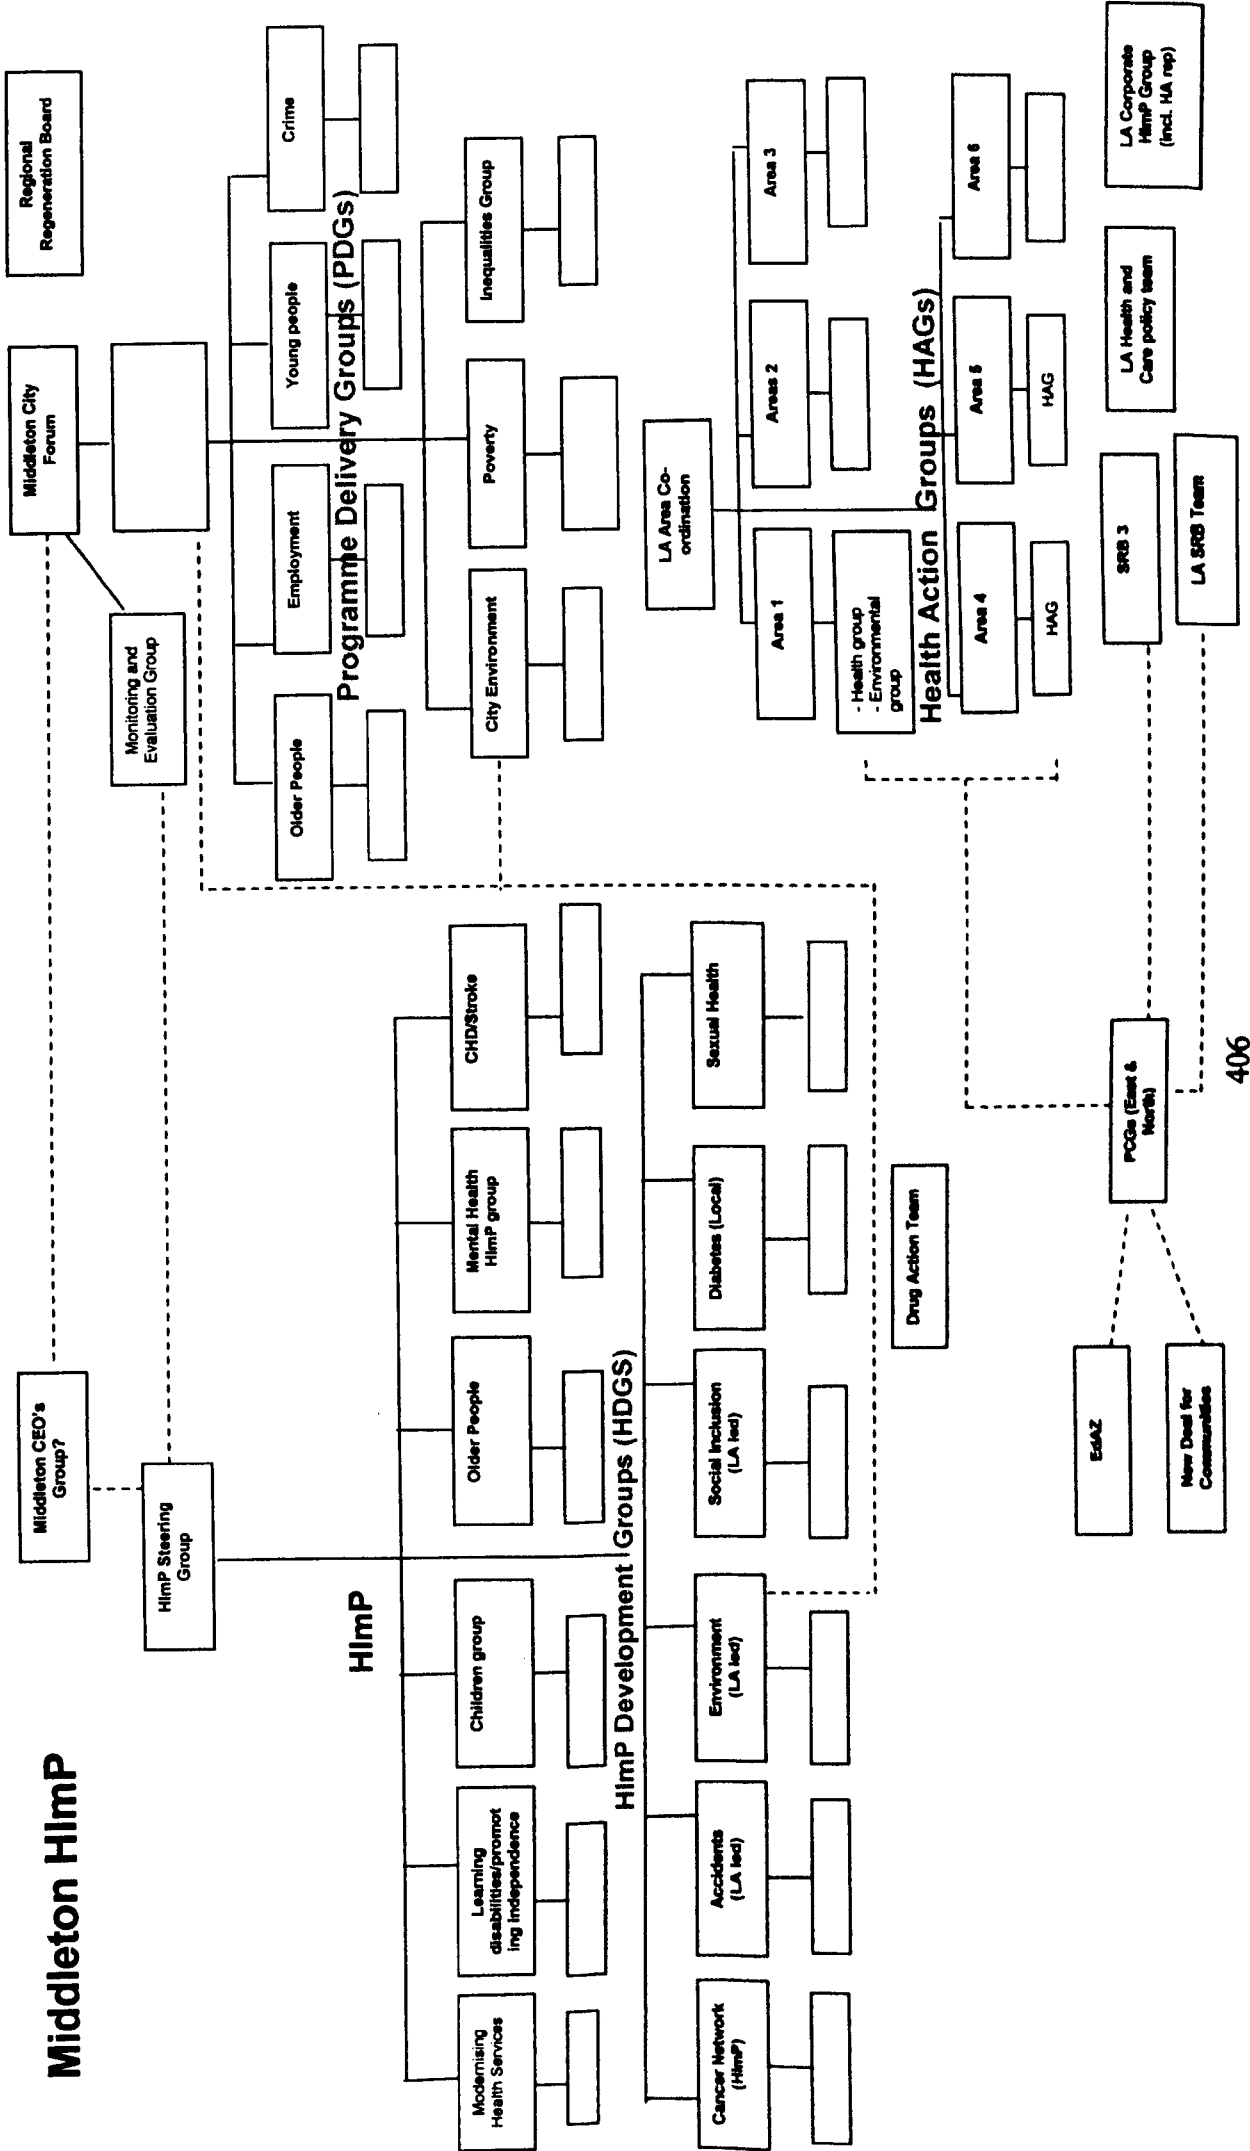 Middleton HImP
Middleton CEO's
Group?
Middleton City
Forum
Regional
Regeneration Board
HImP Steering
Group
Monitoring and
Evaluation Group
HImP
Older People
Employment
Young people
Crime
Programme Delivery Groups (PDGs)
Modernising
Health Services
Learning
disabilities/promot
ing independence
Children group
Older People
Mental Health
HImP group
CHD/Stroke
City Environment
Poverty
Inequalities Group
HImP Development Groups (HDGS)
Cancer Network
(HImP)
Accidents
(LA led)
Environment
(LA led)
Social Inclusion
(LA led)
Diabetes (Local)
Sexual Health
LA Area Co-
ordination
Area 1
Areas 2
Area 3
- Health group
- Environmental
group
Drug Action Team
Health Action Groups (HAGs)
Area 4
Area 5
Area 6
HAG
HAG
EdAZ
New Deal for
Communities
PCGs (East &
North)
SRB 3
LA SRB Team
LA Health and
Care policy team
LA Corporate
HImP Group
(incl. HA rep)
406